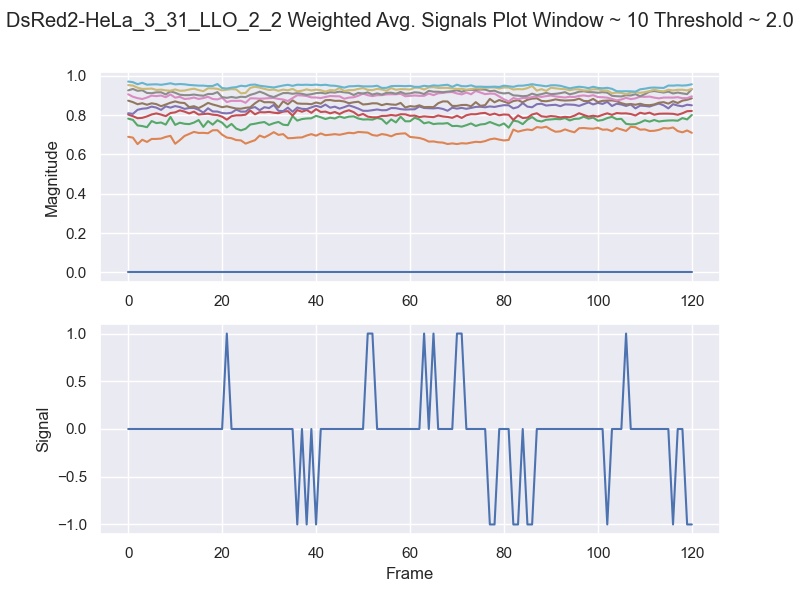 DsRed2-HeLa_3_31_LLO_2_2 Weighted Avg. Signals Plot Window ~ 10 Threshold ~ 2.0
1.0
0.8
0.6
0.4
0.2
0.0
Magnitude
0 20 40 60 80 100 120
1.0
0.5
0.0
−0.5
−1.0
Signal
0 20 40 60 80 100 120
Frame